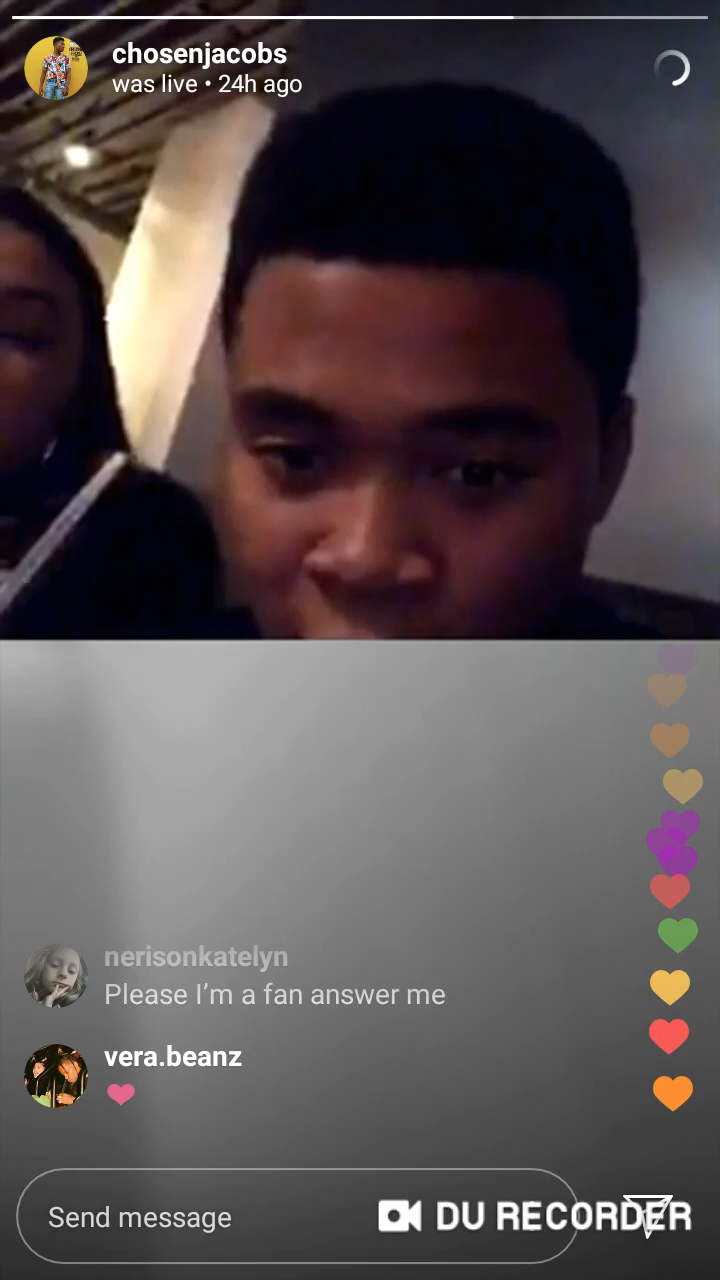 chosenjacobs
was live • 24h ago
nerisonkatelyn
Please I’m a fan answer me
vera.beanz
Send message
DU RECORDER